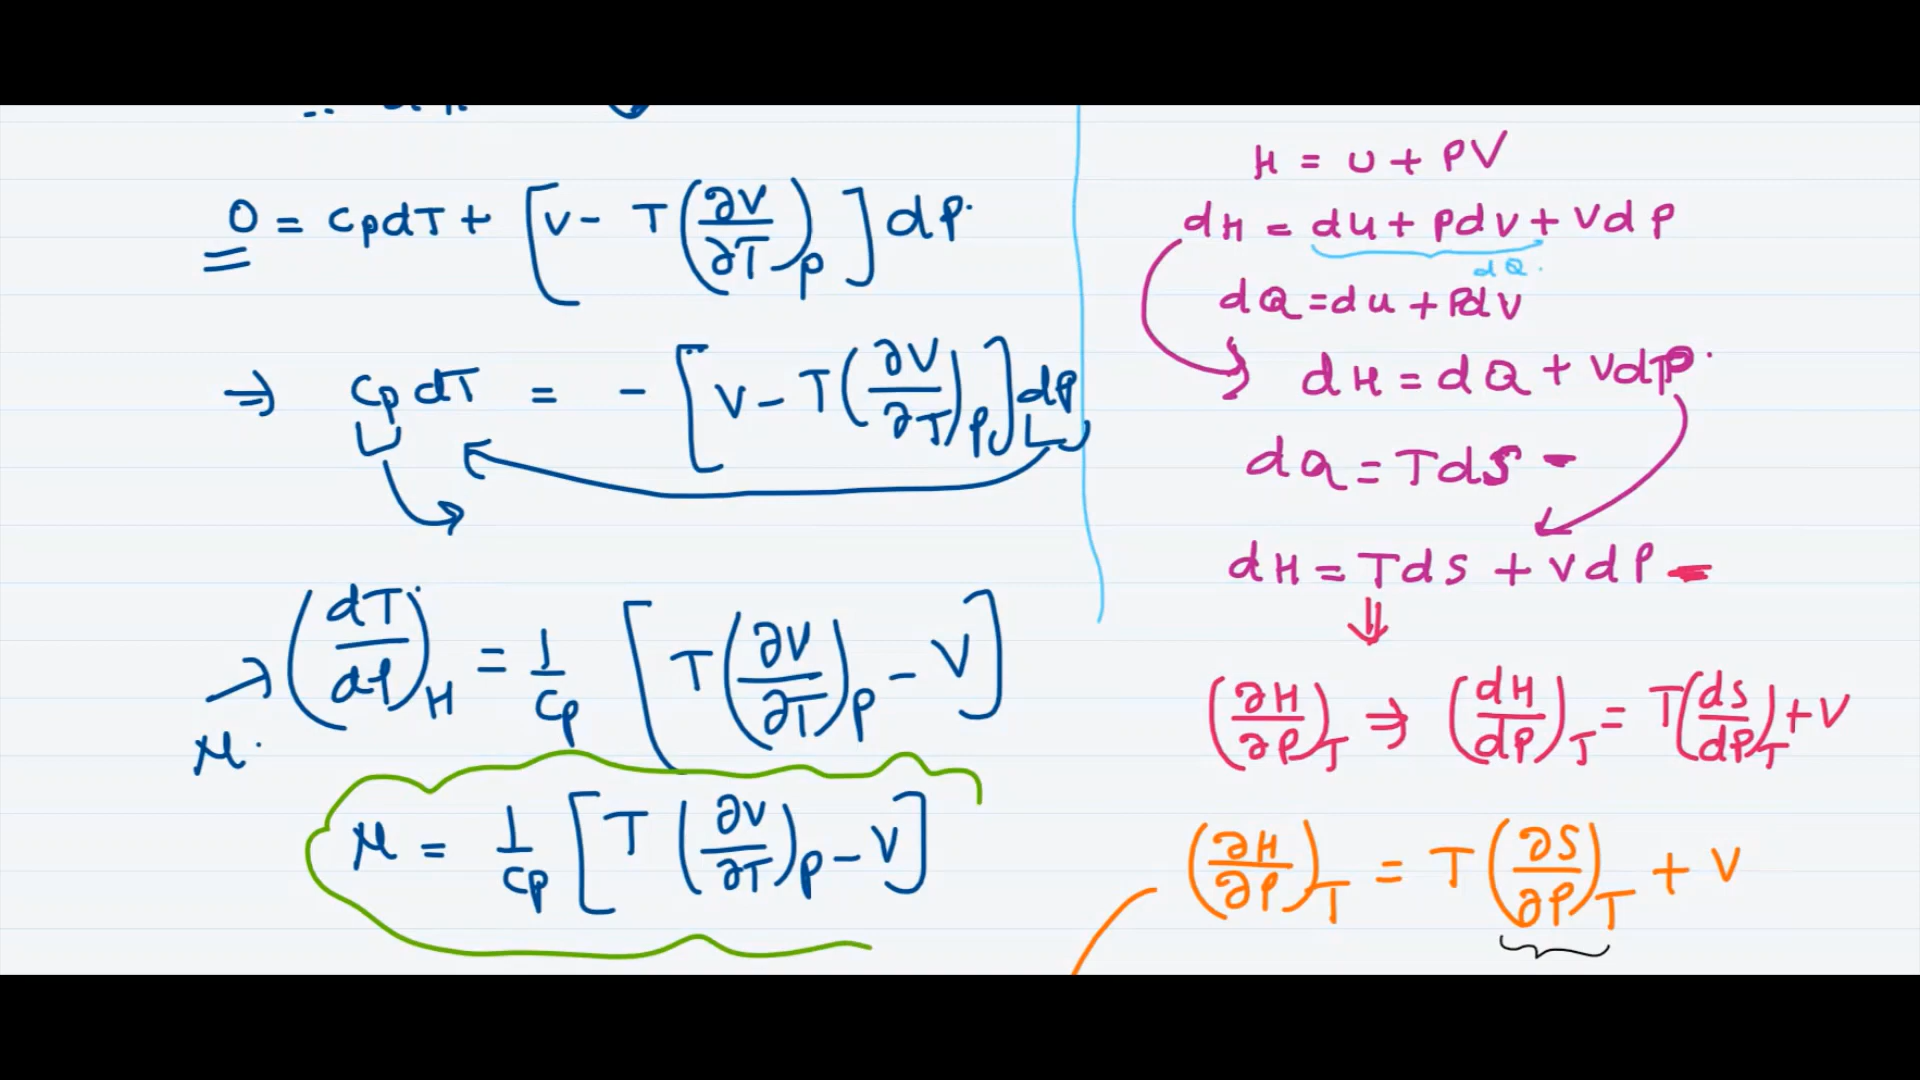 0 = CpdT + [V - T(∂V/∂T)P] dP.
⇒ CpdT = - [V - T(∂V/∂T)P] dP
→ (dT/dP)H = 1/Cp [T(∂V/∂T)P - V]
μ.
μ = 1/Cp [T (∂V/∂T)P - V]
H = U + PV
dH = dU + PdV + VdP
dQ.
dQ = dU + PdV
dH = dQ + VdP.
dQ = TdS -
dH = TdS + VdP -
⇓
(∂H/∂P)T ⇒ (dH/dP)T = T(dS/dP)T + V
(∂H/∂P)T = T (∂S/∂P)T + V